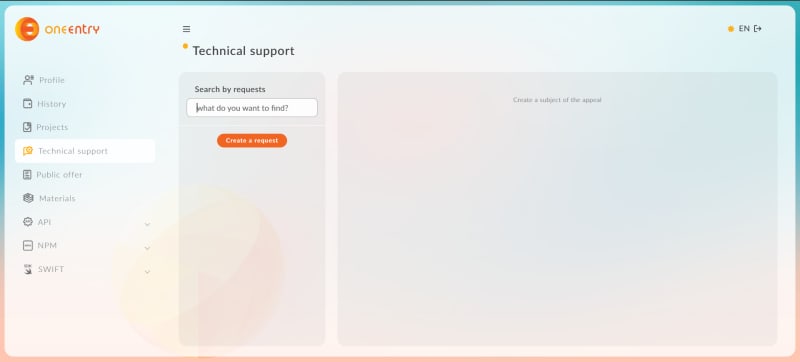 ONEENTRY
EN
Technical support
Profile
History
Projects
Technical support
Public offer
Materials
API
NPM
SWIFT
Search by requests
what do you want to find?
Create a request
Create a subject of the appeal